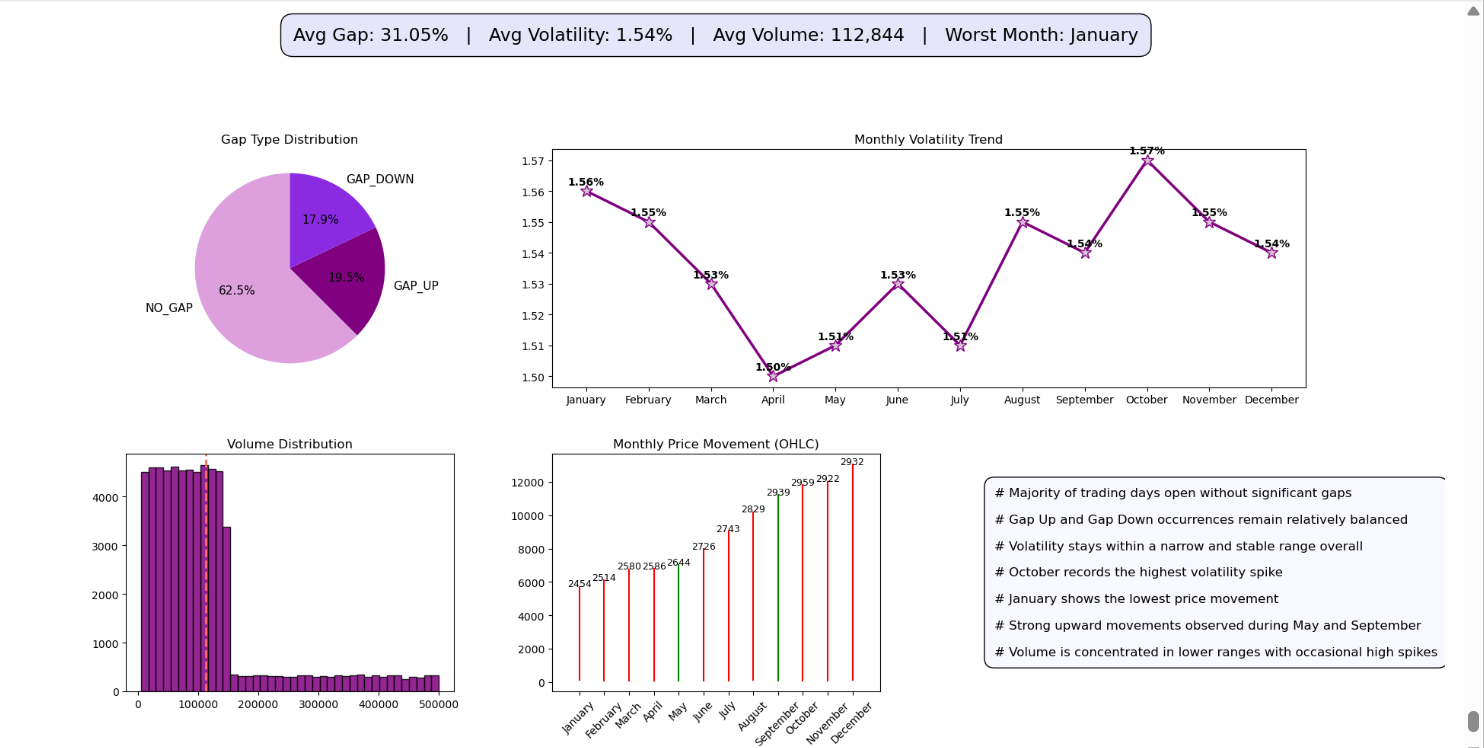 Avg Gap: 31.05%   |   Avg Volatility: 1.54%   |   Avg Volume: 112,844   |   Worst Month: January
Gap Type Distribution
GAP_DOWN
17.9%
19.5%
GAP_UP
62.5%
NO_GAP
Monthly Volatility Trend
1.57
1.56
1.55
1.54
1.53
1.52
1.51
1.50
1.56%
1.55%
1.53%
1.50%
1.51%
1.53%
1.51%
1.55%
1.54%
1.57%
1.55%
1.54%
January February March April May June July August September October November December
Volume Distribution
4000
3000
2000
1000
0
0 100000 200000 300000 400000 500000
Monthly Price Movement (OHLC)
12000
10000
8000
6000
4000
2000
0
2454
2514
2580
2586
2644
2726
2743
2829
2939
2959
2922
2932
January February March April May June July August September October November December
# Majority of trading days open without significant gaps
# Gap Up and Gap Down occurrences remain relatively balanced
# Volatility stays within a narrow and stable range overall
# October records the highest volatility spike
# January shows the lowest price movement
# Strong upward movements observed during May and September
# Volume is concentrated in lower ranges with occasional high spikes